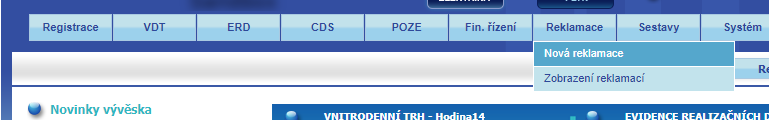 Registrace VDT ERD CDS POZE Fin. řízení Reklamace Sestavy Systém
Nová reklamace
Zobrazení reklamací
Novinky vývěska
VNITRODENNÍ TRH - Hodina14
EVIDENCE REALIZAČNÍCH